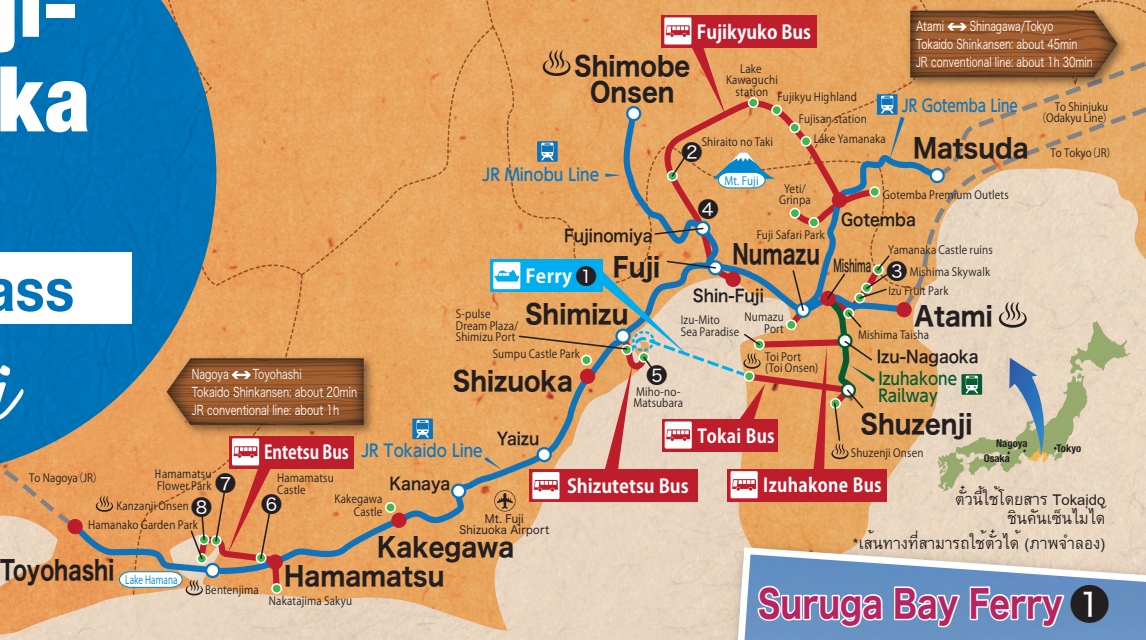 ji-
ka
ass
i
Fujikyuko Bus
Atami ↔ Shinagawa/Tokyo
Tokaido Shinkansen: about 45min
JR conventional line: about 1h 30min
Shimobe
Onsen
Lake
Kawaguchi
station
Fujikyu Highland
Fujisan station
Lake Yamanaka
JR Gotemba Line
To Shinjuku
(Odakyu Line)
To Tokyo (JR)
Matsuda
Shiraito no Taki
2
Mt. Fuji
JR Minobu Line
Yeti/
Grinpa
Gotemba Premium Outlets
Gotemba
Fuji Safari Park
4
Fujinomiya
Fuji
Numazu
Mishima
Yamanaka Castle ruins
3
Mishima Skywalk
Izu Fruit Park
Ferry 1
Shin-Fuji
Atami
Shimizu
S-pulse
Dream Plaza/
Shimizu Port
Numazu
Port
Izu-Mito
Sea Paradise
Mishima Taisha
Sumpu Castle Park
Izu-Nagaoka
Toi Port
(Toi Onsen)
Nagoya ↔ Toyohashi
Tokaido Shinkansen: about 20min
JR conventional line: about 1h
Shizuoka
5
Miho-no-
Matsubara
Izuhakone
Railway
Shuzenji
Shuzenji Onsen
Nagoya
Osaka
Tokyo
Entetsu Bus
JR Tokaido Line
Yaizu
Tokai Bus
Shizutetsu Bus
Izuhakone Bus
To Nagoya (JR)
Hamamatsu
Flower Park
7
Hamamatsu
Castle
6
Kanzanji Onsen
8
Hamanako Garden Park
Kanaya
Kakegawa
Castle
Mt. Fuji
Shizuoka Airport
Kakegawa
Toyohashi
Lake Hamana
Bentenjima
Hamamatsu
Nakatajima Sakyu
ตั๋วนี้ใช้โดยสาร Tokaido
ชินคันเซ็นไม่ได้
*เส้นทางที่สามารถใช้ตั๋วได้ (ภาพจำลอง)
Suruga Bay Ferry 1